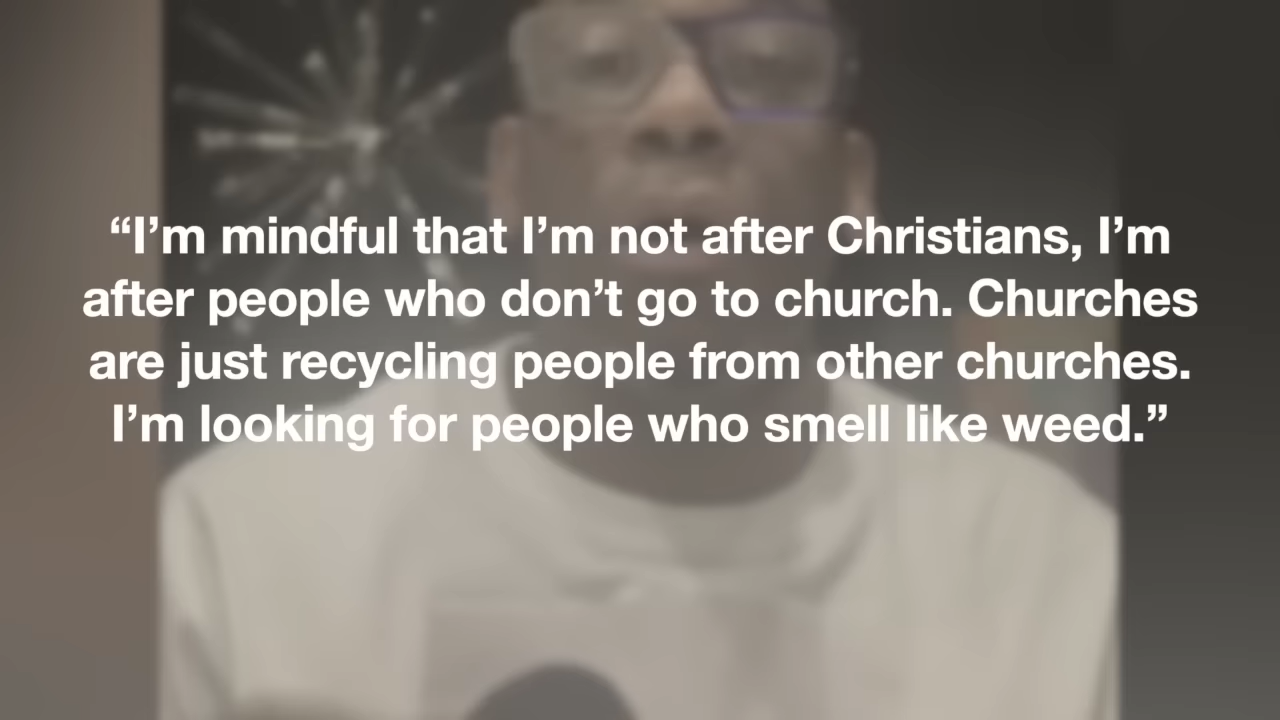 “I’m mindful that I’m not after Christians, I’m
after people who don’t go to church. Churches
are just recycling people from other churches.
I’m looking for people who smell like weed.”